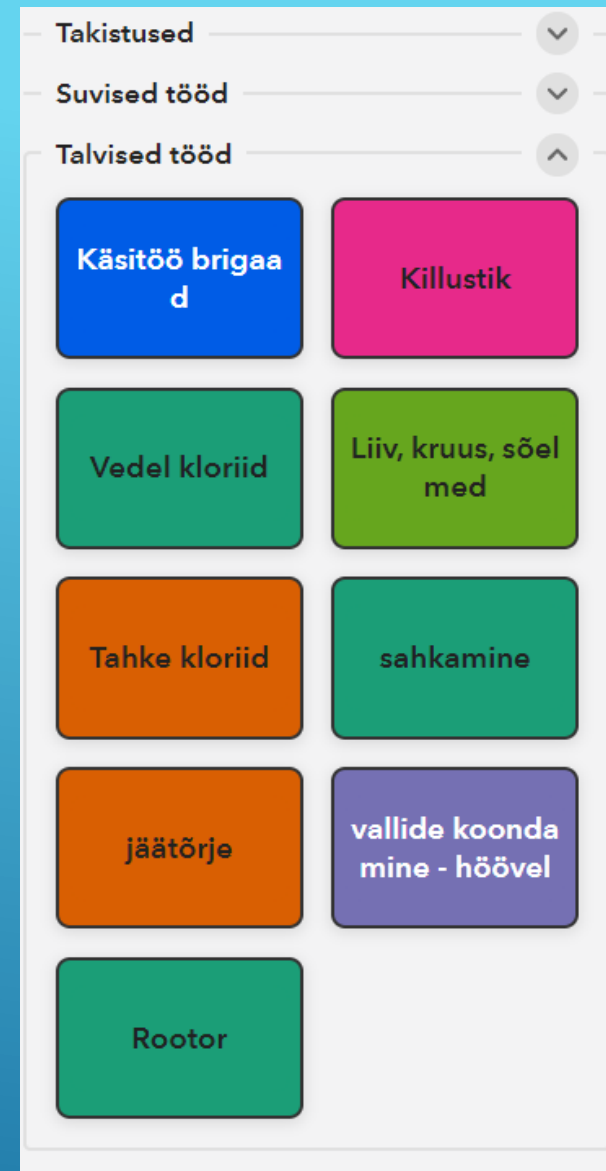 Takistused
Suvised tööd
Talvised tööd
Käsitöö brigaa
d
Killustik
Vedel kloriid
Liiv, kruus, sõel
med
Tahke kloriid
sahkamine
jäätõrje
vallide koonda
mine - höövel
Rootor